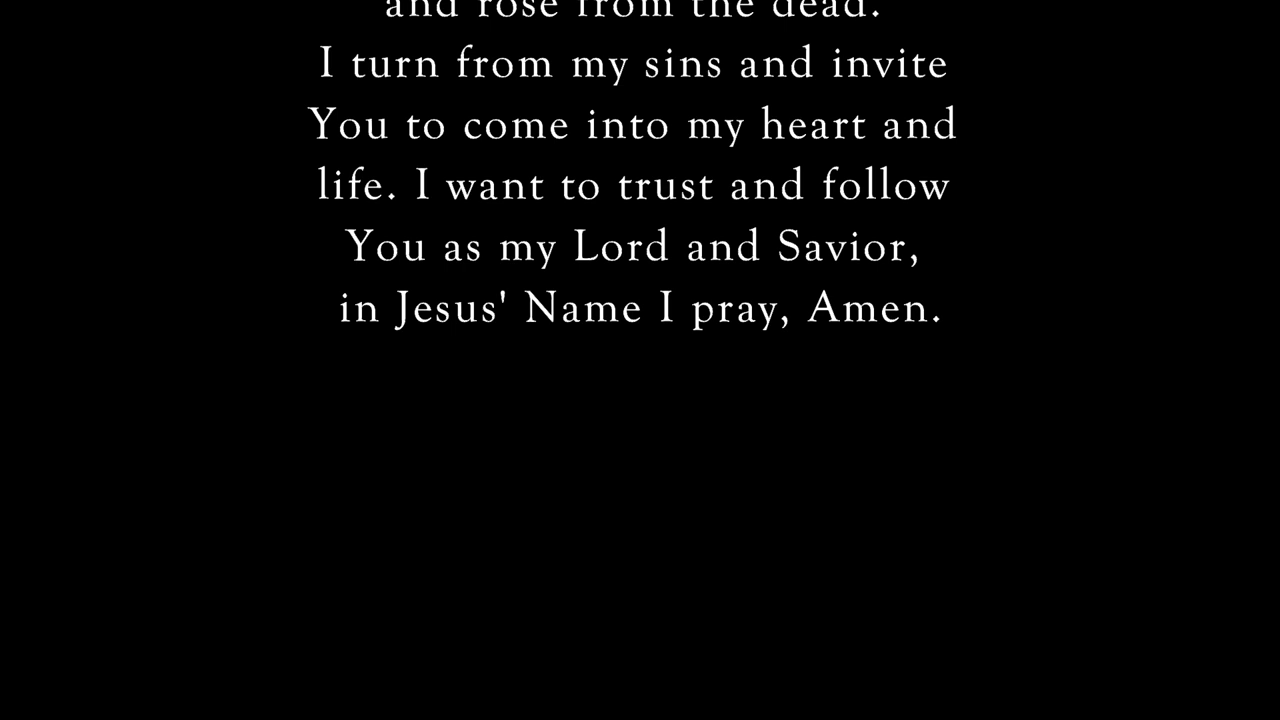 and rose from the dead.
I turn from my sins and invite
You to come into my heart and
life. I want to trust and follow
You as my Lord and Savior,
in Jesus' Name I pray, Amen.